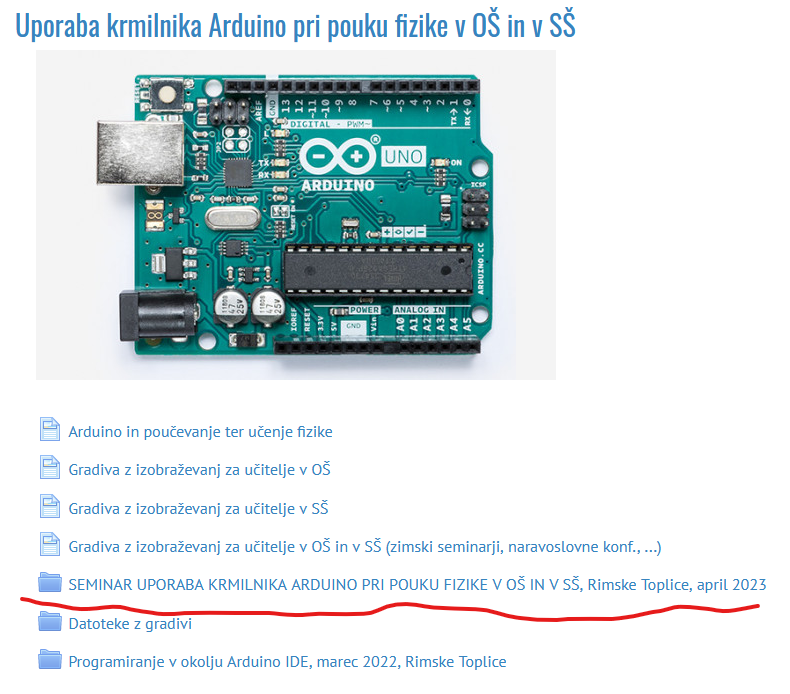 Uporaba krmilnika Arduino pri pouku fizike v OŠ in v SŠ
AREF
GND
13
12
~11
~10
~9
8
7
~6
~5
4
~3
2
TX→1
RX←0
DIGITAL (PWM~)
TX
RX
ARDUINO
UNO
ON
ICSP
ARDUINO.CC
47
25V
47
25V
IOREF
RESET
5V
GND
Vin
POWER
ANALOG IN
A0
A1
A2
A3
A4
A5
Arduino in poučevanje ter učenje fizike
Gradiva z izobraževanj za učitelje v OŠ
Gradiva z izobraževanj za učitelje v SŠ
Gradiva z izobraževanj za učitelje v OŠ in v SŠ (zimski seminarji, naravoslovne konf., ...)
SEMINAR UPORABA KRMILNIKA ARDUINO PRI POUKU FIZIKE V OŠ IN V SŠ, Rimske Toplice, april 2023
Datoteke z gradivi
Programiranje v okolju Arduino IDE, marec 2022, Rimske Toplice